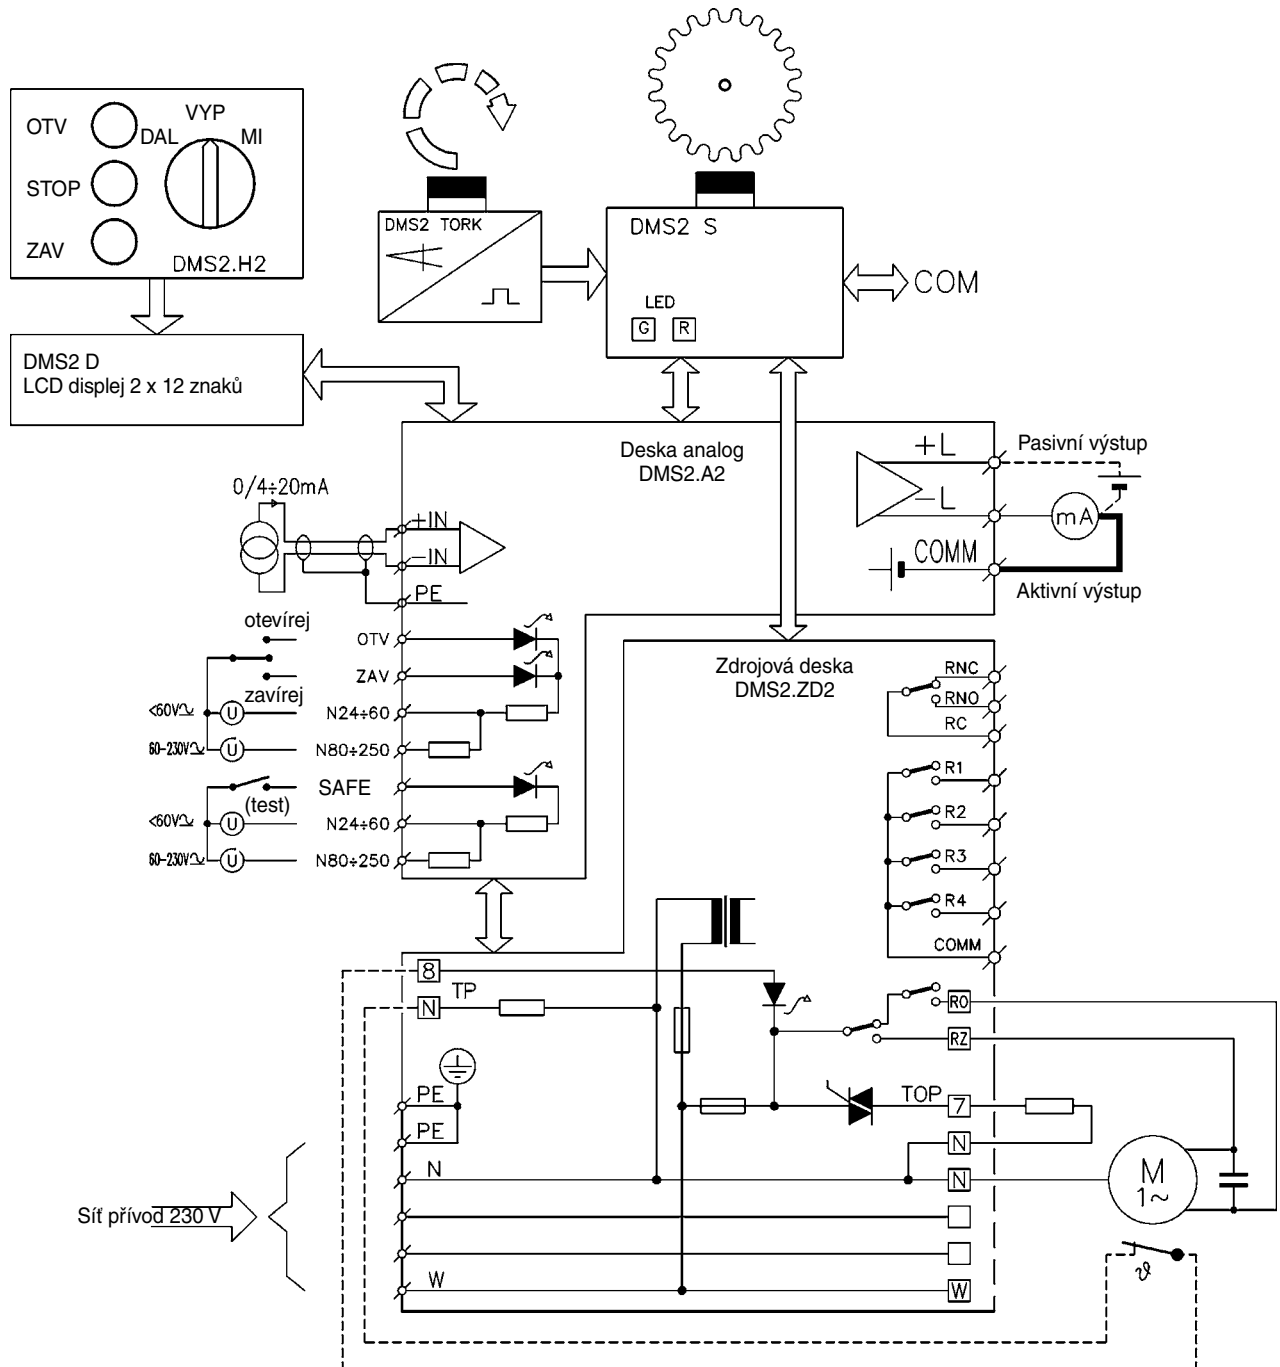 OTV
VYP
DAL
MI
STOP
ZAV
DMS2.H2
DMS2 TORK
DMS2 S
LED
G
R
COM
DMS2 D
LCD displej 2 x 12 znaků
Deska analog
DMS2.A2
+L
Pasivní výstup
-L
mA
COMM
Aktivní výstup
0/4÷20mA
+IN
-IN
PE
otevírej
OTV
zavírej
ZAV
<60V
U
N24÷60
60-230V
U
N80÷250
SAFE
(test)
<60V
U
N24÷60
60-230V
U
N80÷250
Zdrojová deska
DMS2.ZD2
RNC
RNO
RC
R1
R2
R3
R4
COMM
8
TP
N
RO
RZ
PE
PE
TOP
7
N
N
N
M
1~
Síť přívod 230 V
W
W
ϑ